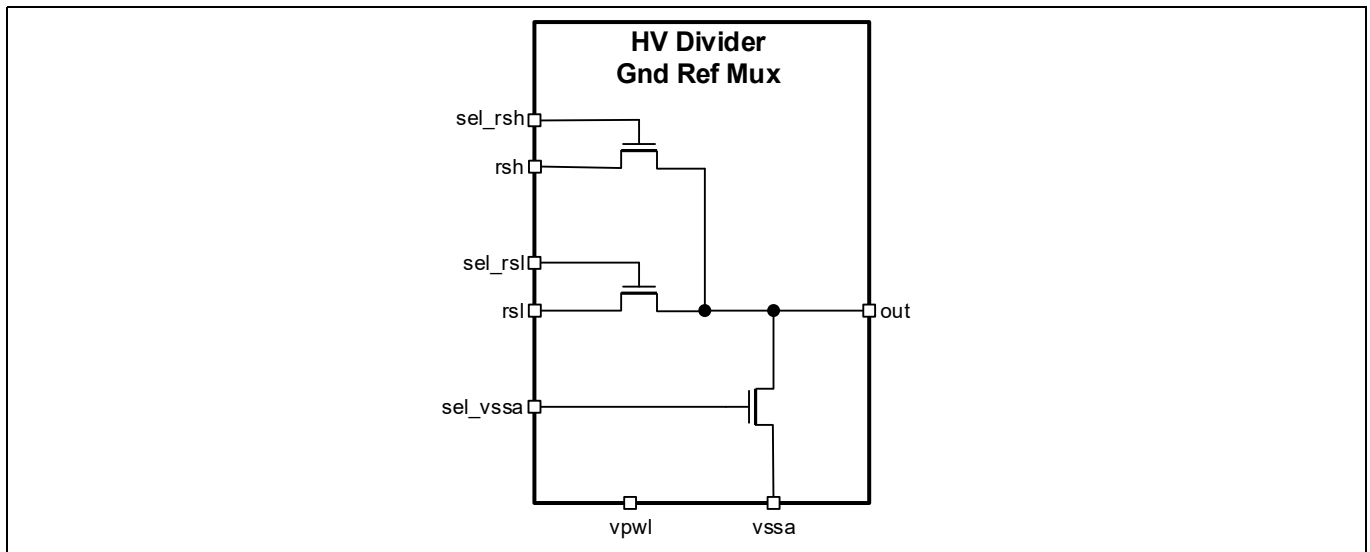 HV Divider
Gnd Ref Mux
sel_rsh
rsh
sel_rsl
rsl
out
sel_vssa
vpwl
vssa